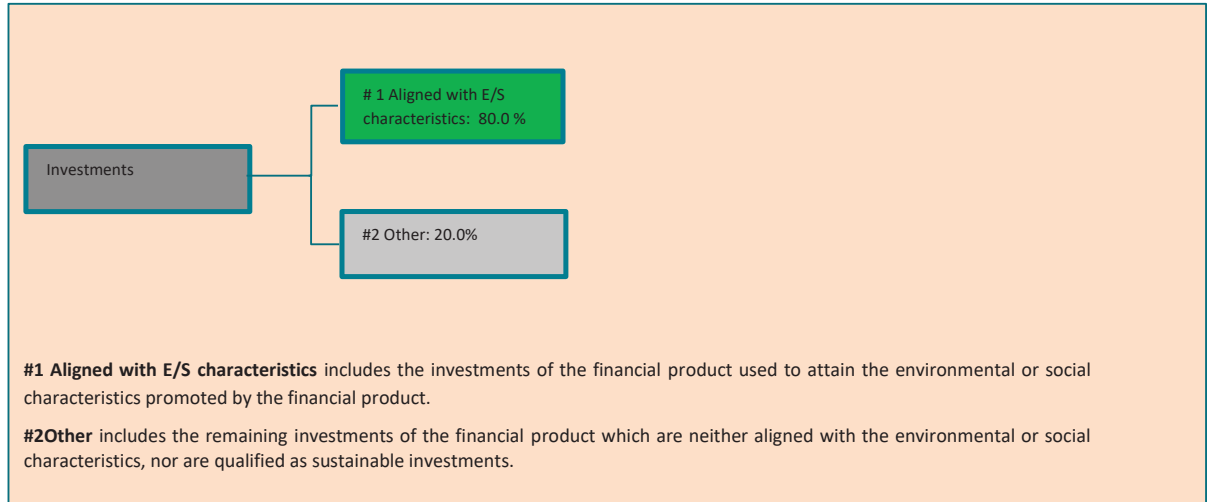 # 1 Aligned with E/S
characteristics: 80.0 %
Investments
#2 Other: 20.0%
#1 Aligned with E/S characteristics includes the investments of the financial product used to attain the environmental or social
characteristics promoted by the financial product.
#2Other includes the remaining investments of the financial product which are neither aligned with the environmental or social
characteristics, nor are qualified as sustainable investments.